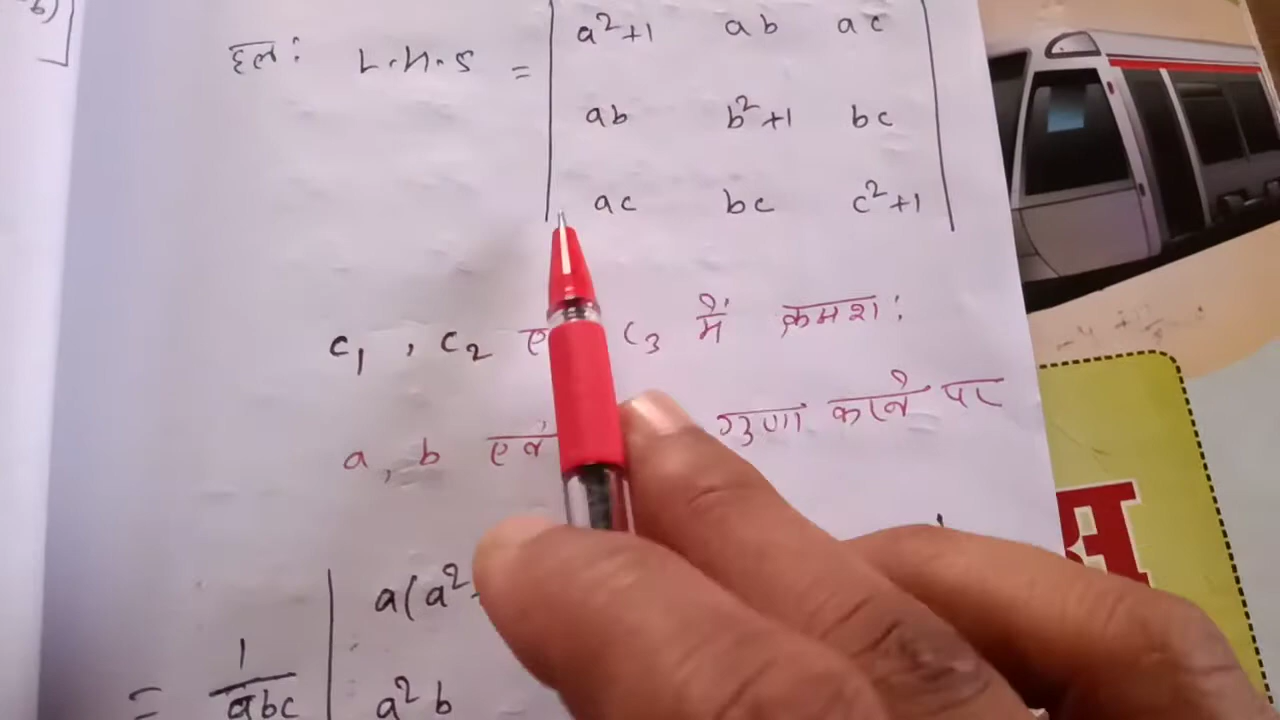 हल: L.H.S = | a²+1 ab ac |
| ab b²+1 bc |
| ac bc c²+1 |
c₁, c₂ c₃ में क्रमश:
a, b एवं गुणा करने पर
= 1/abc | a(a²
a²b